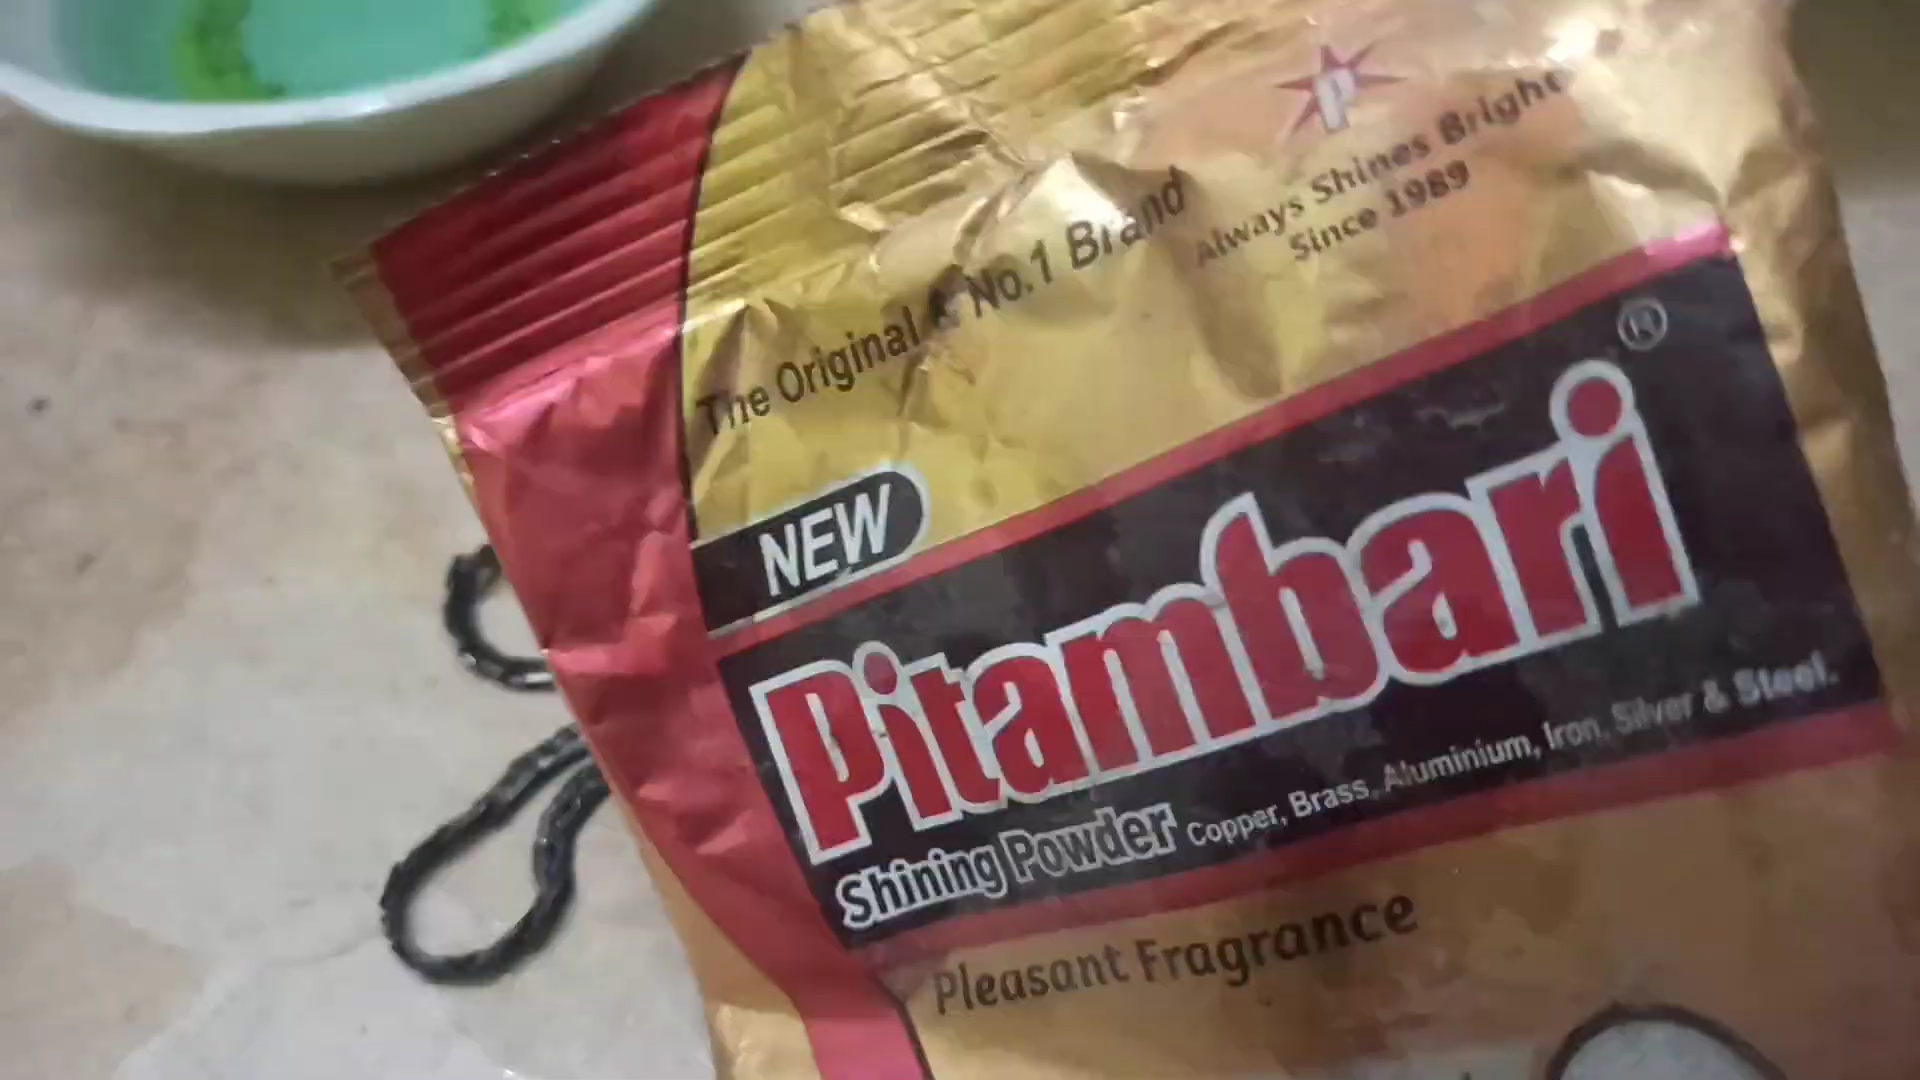 P
Always Shines Bright
Since 1989
The Original & No.1 Brand
NEW
Pitambari®
Shining Powder Copper, Brass, Aluminium, Iron, Silver & Steel.
Pleasant Fragrance